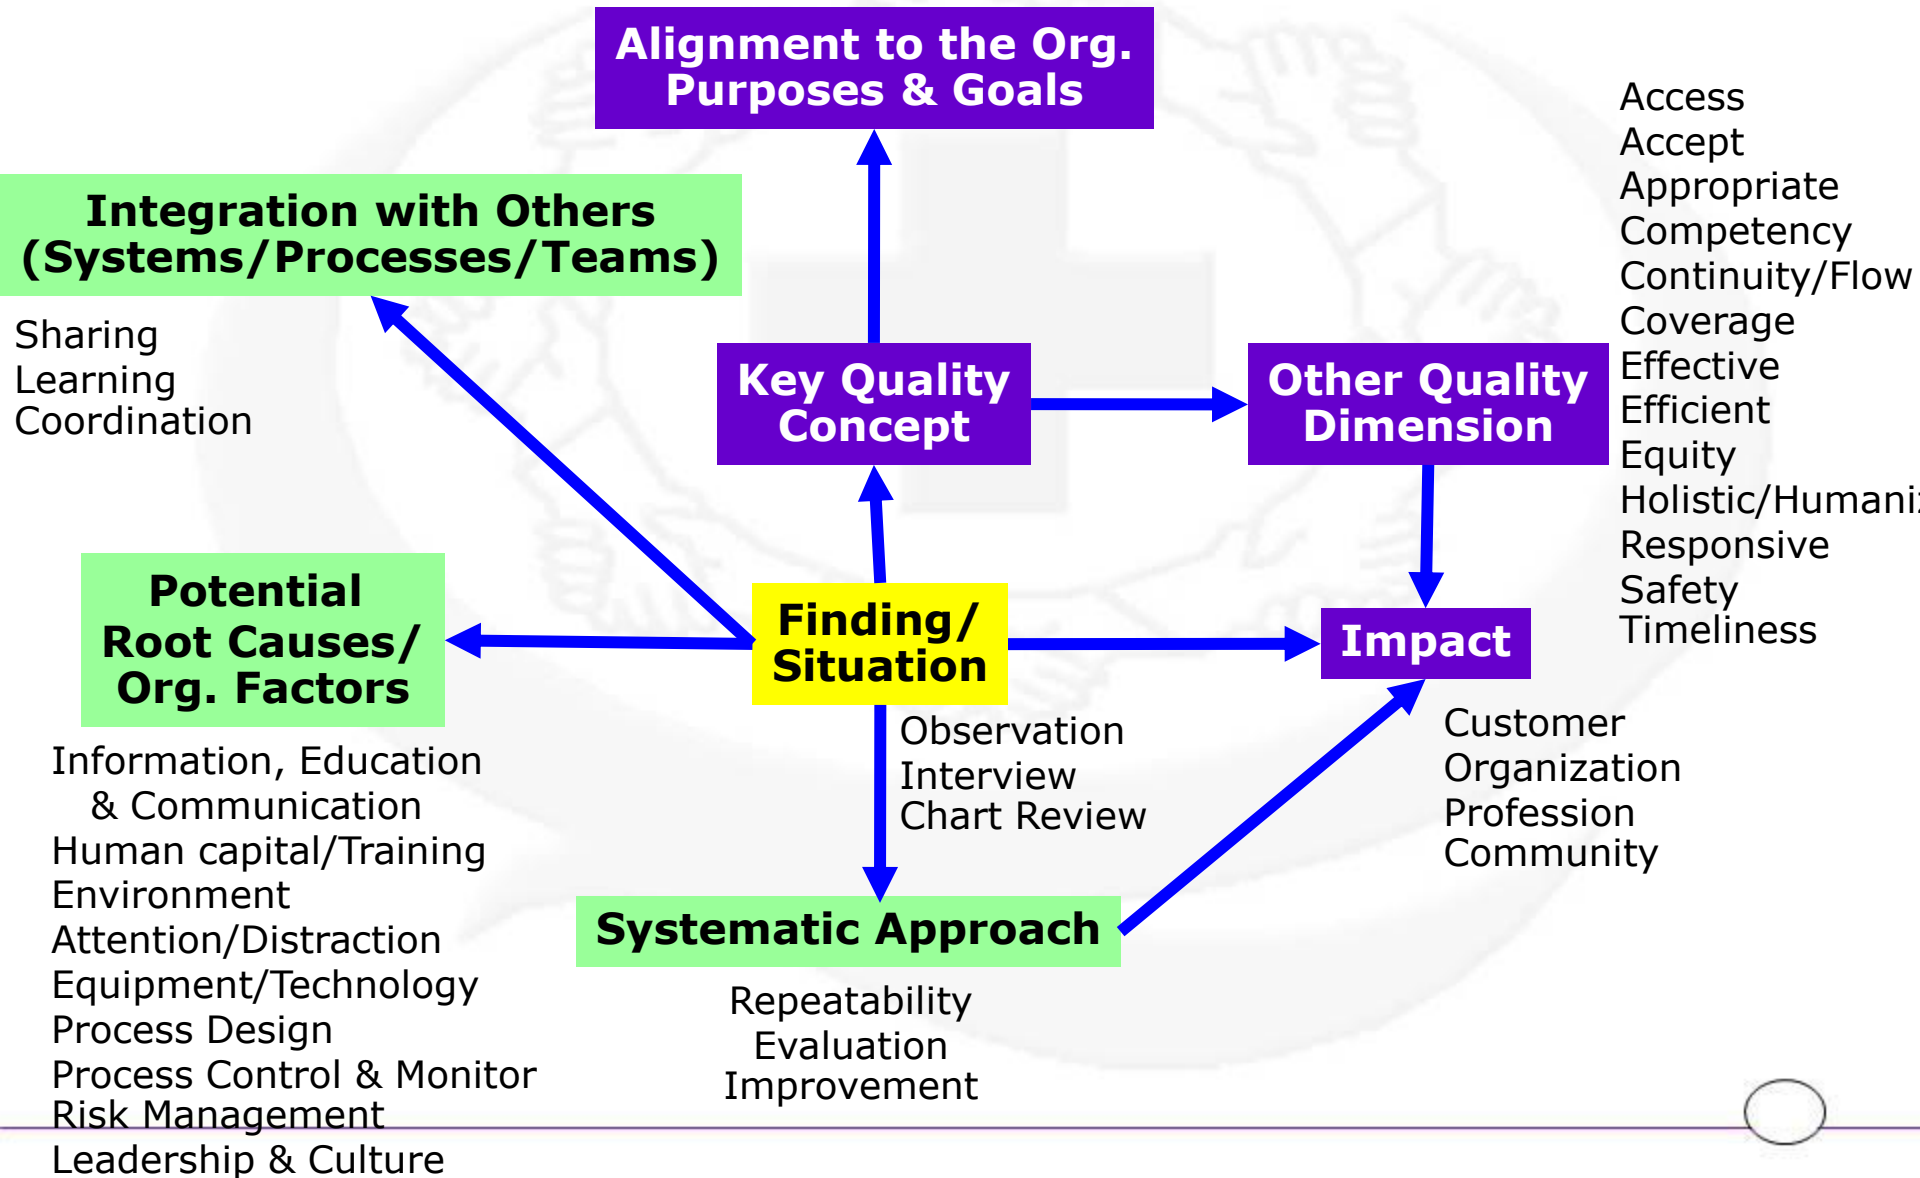 Alignment to the Org.
Purposes & Goals
Integration with Others
(Systems/Processes/Teams)
Sharing
Learning
Coordination
Key Quality
Concept
Other Quality
Dimension
Access
Accept
Appropriate
Competency
Continuity/Flow
Coverage
Effective
Efficient
Equity
Holistic/Humani
Responsive
Safety
Timeliness
Potential
Root Causes/
Org. Factors
Information, Education
& Communication
Human capital/Training
Environment
Attention/Distraction
Equipment/Technology
Process Design
Process Control & Monitor
Risk Management
Leadership & Culture
Finding/
Situation
Observation
Interview
Chart Review
Impact
Customer
Organization
Profession
Community
Systematic Approach
Repeatability
Evaluation
Improvement